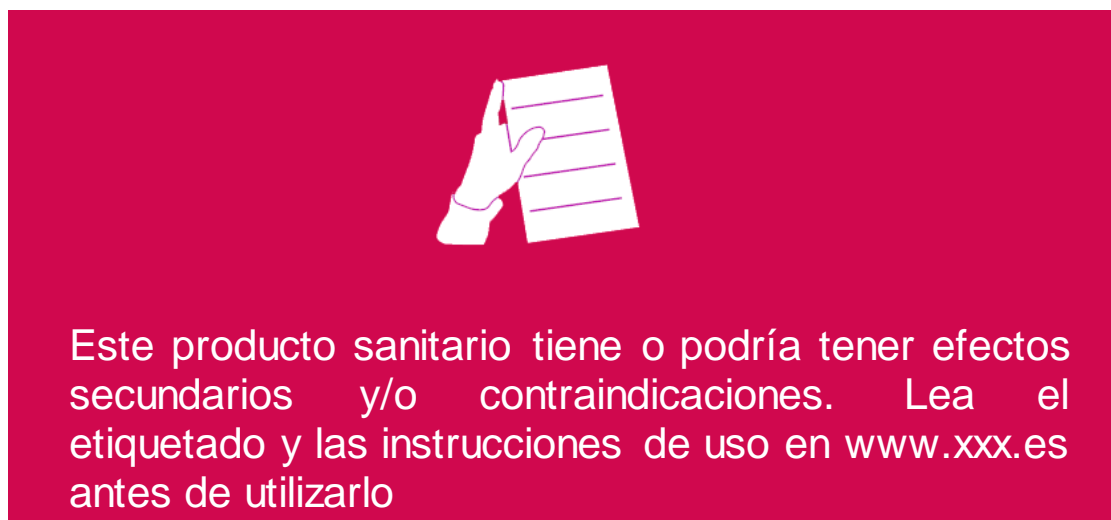 Este producto sanitario tiene o podría tener efectos
secundarios y/o contraindicaciones. Lea el
etiquetado y las instrucciones de uso en www.xxx.es
antes de utilizarlo